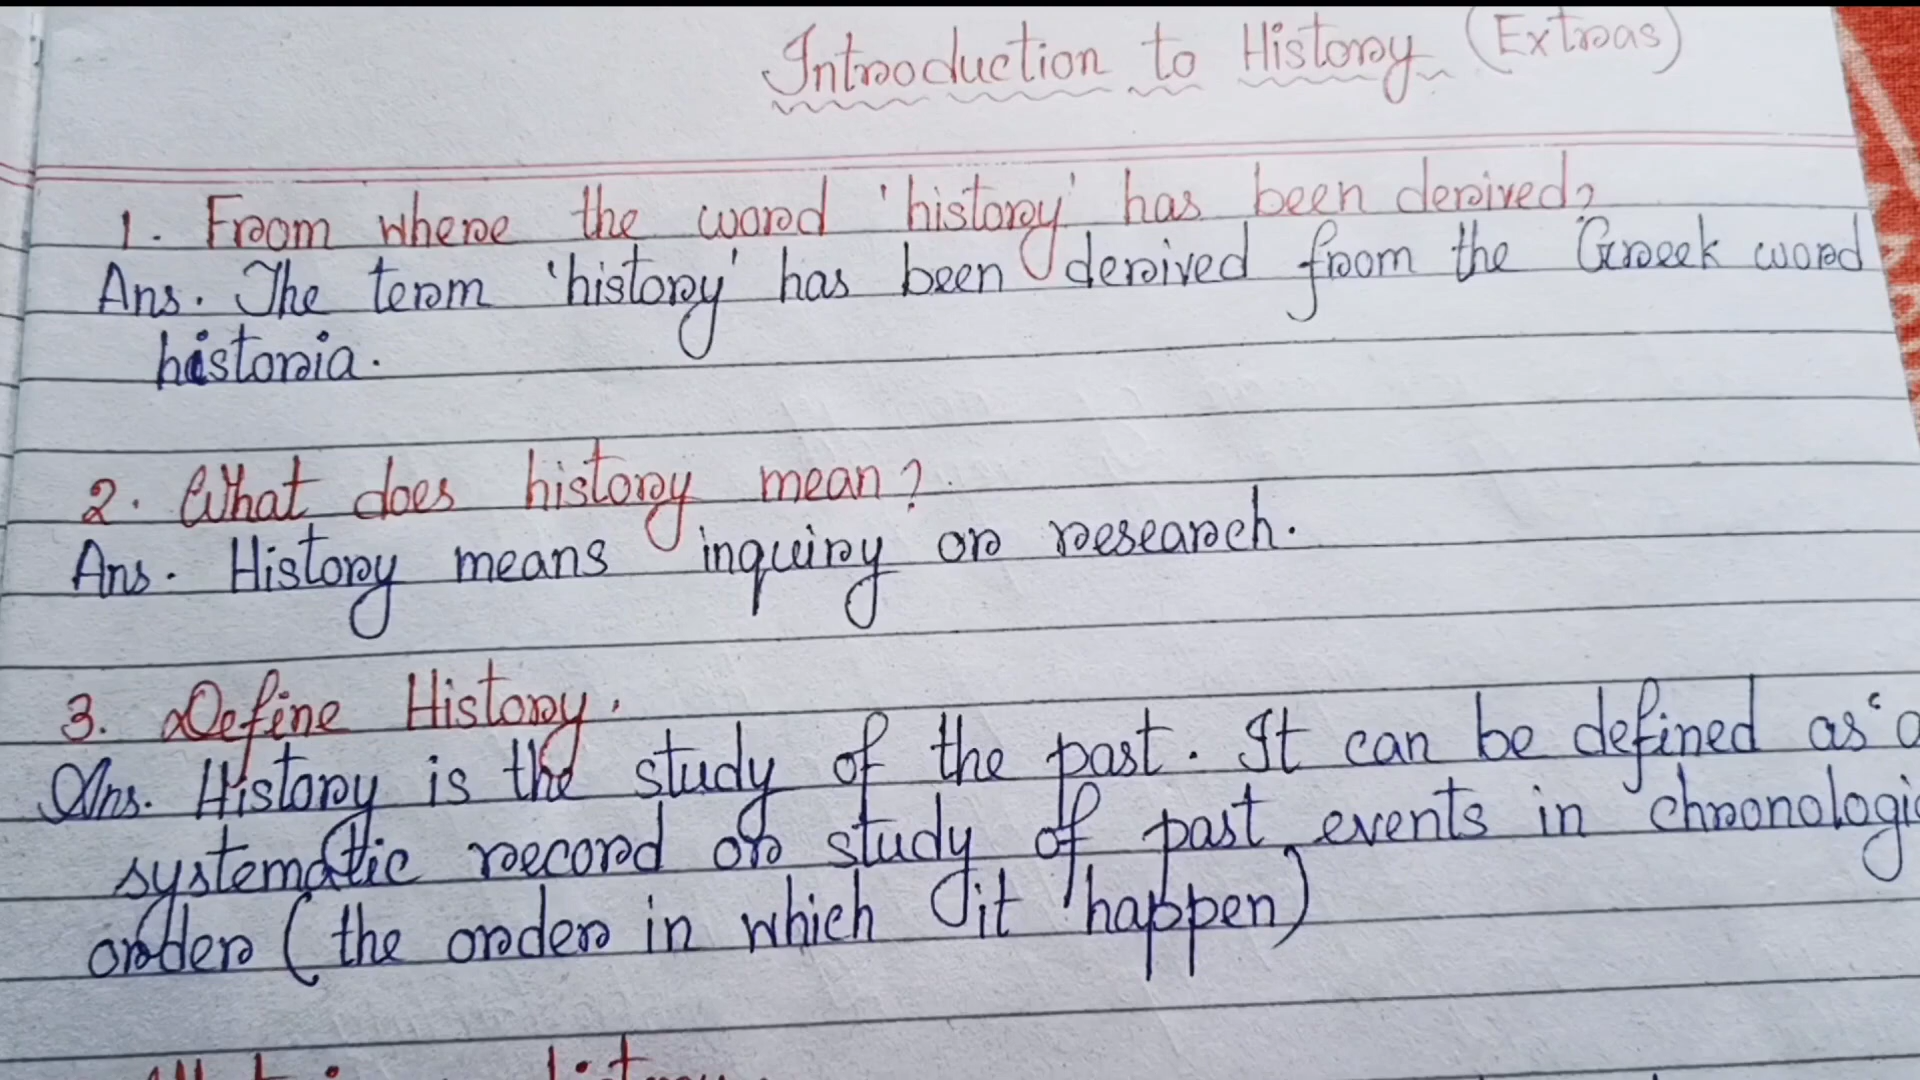 Introduction to History (Extras)
1. From where the word 'history' has been derived?
Ans. The term 'history' has been derived from the Greek word
historia.
2. What does history mean?
Ans. History means inquiry or research.
3. Define History.
Ans. History is the study of the past. It can be defined as a
systematic record or study of past events in
order (the order in which it happen)